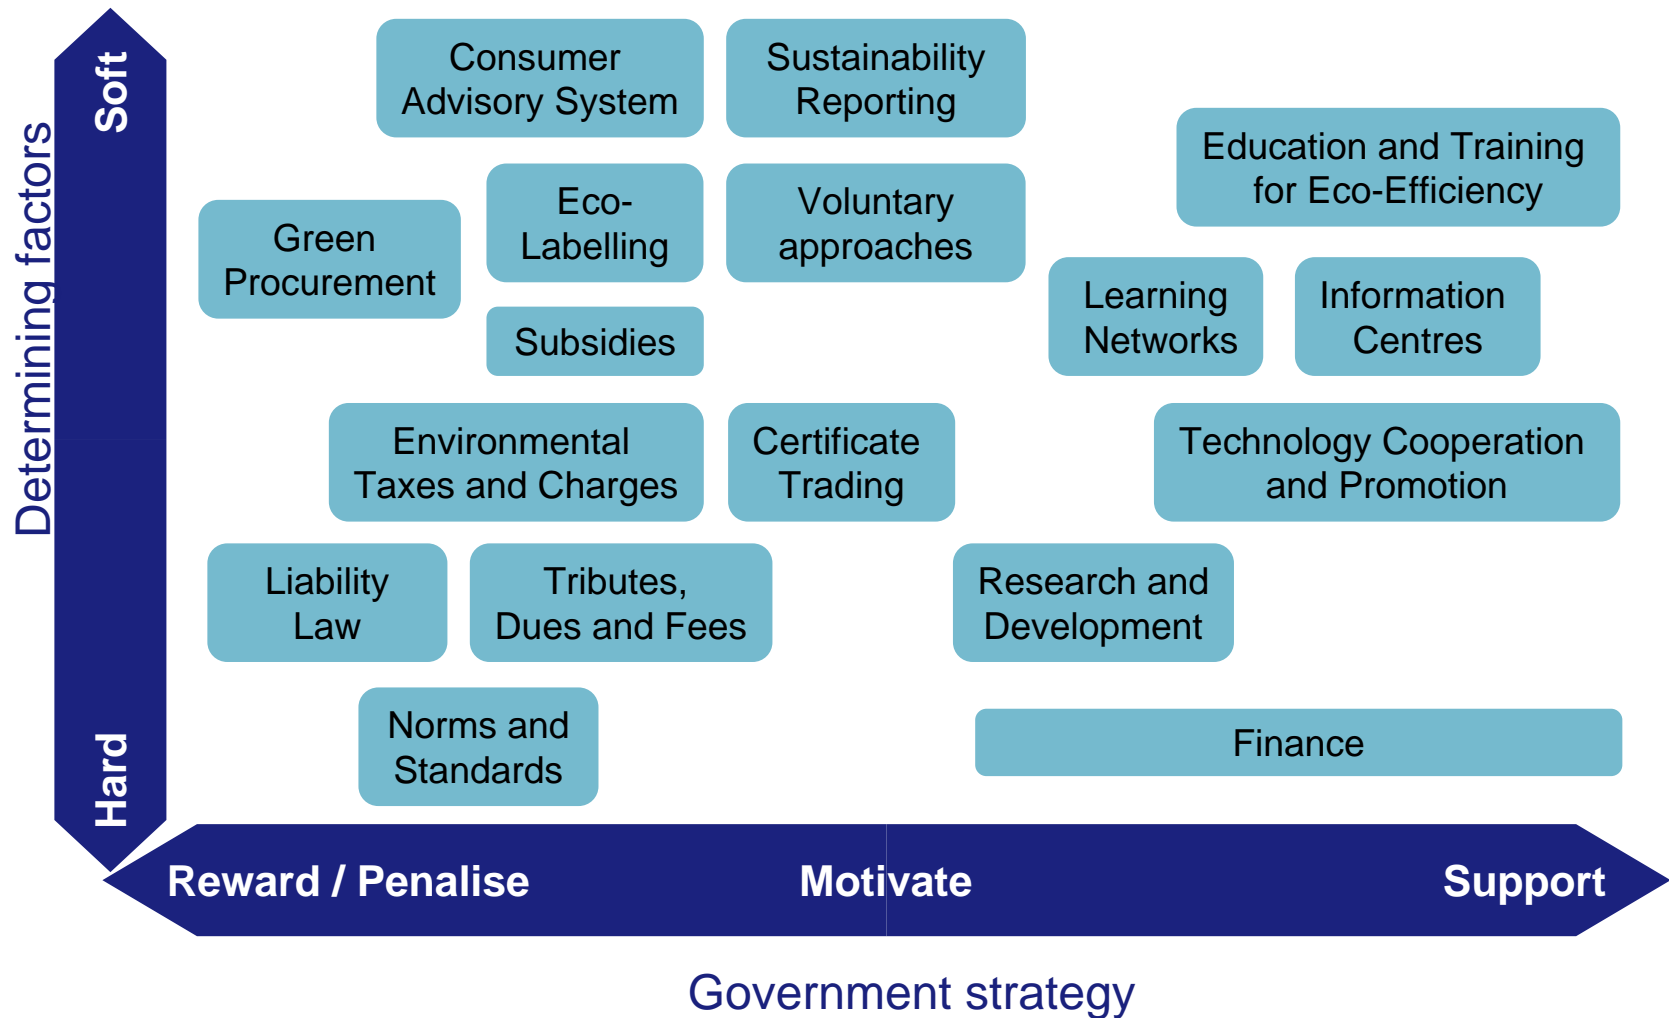 Determining factors
Soft
Hard
Consumer
Advisory System
Sustainability
Reporting
Education and Training
for Eco-Efficiency
Green
Procurement
Eco-
Labelling
Voluntary
approaches
Learning
Networks
Information
Centres
Subsidies
Environmental
Taxes and Charges
Certificate
Trading
Technology Cooperation
and Promotion
Liability
Law
Tributes,
Dues and Fees
Research and
Development
Norms and
Standards
Finance
Reward / Penalise
Motivate
Support
Government strategy